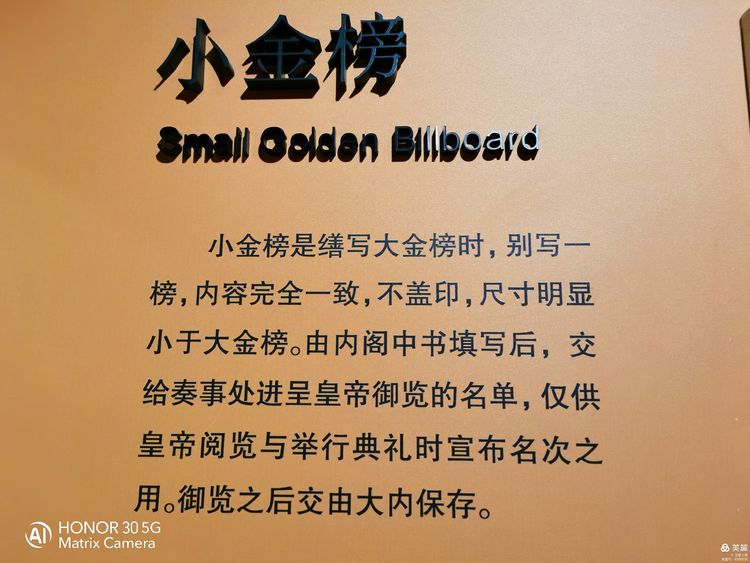 小金榜
Small Golden Billboard
小金榜是缮写大金榜时，别写一
榜，内容完全一致，不盖印，尺寸明显
小于大金榜。由内阁中书填写后，交
给奏事处进呈皇帝御览的名单，仅供
皇帝阅览与举行典礼时宣布名次之
用。御览之后交由大内保存。
AI HONOR 30 5G
Matrix Camera
美篇